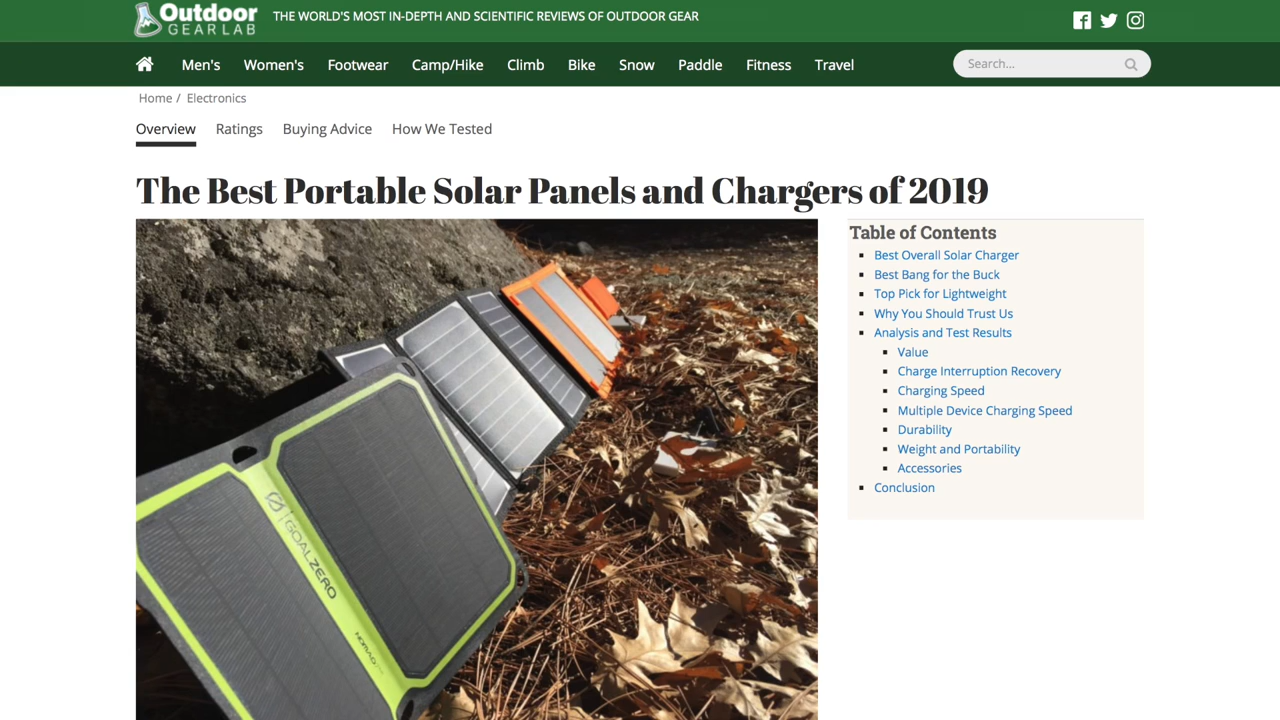 Outdoor
GEARLAB
THE WORLD'S MOST IN-DEPTH AND SCIENTIFIC REVIEWS OF OUTDOOR GEAR
Men's Women's Footwear Camp/Hike Climb Bike Snow Paddle Fitness Travel
Search...
Home / Electronics
Overview Ratings Buying Advice How We Tested
The Best Portable Solar Panels and Chargers of 2019
GOALZERO
NOMAD
Table of Contents
Best Overall Solar Charger
Best Bang for the Buck
Top Pick for Lightweight
Why You Should Trust Us
Analysis and Test Results
Value
Charge Interruption Recovery
Charging Speed
Multiple Device Charging Speed
Durability
Weight and Portability
Accessories
Conclusion